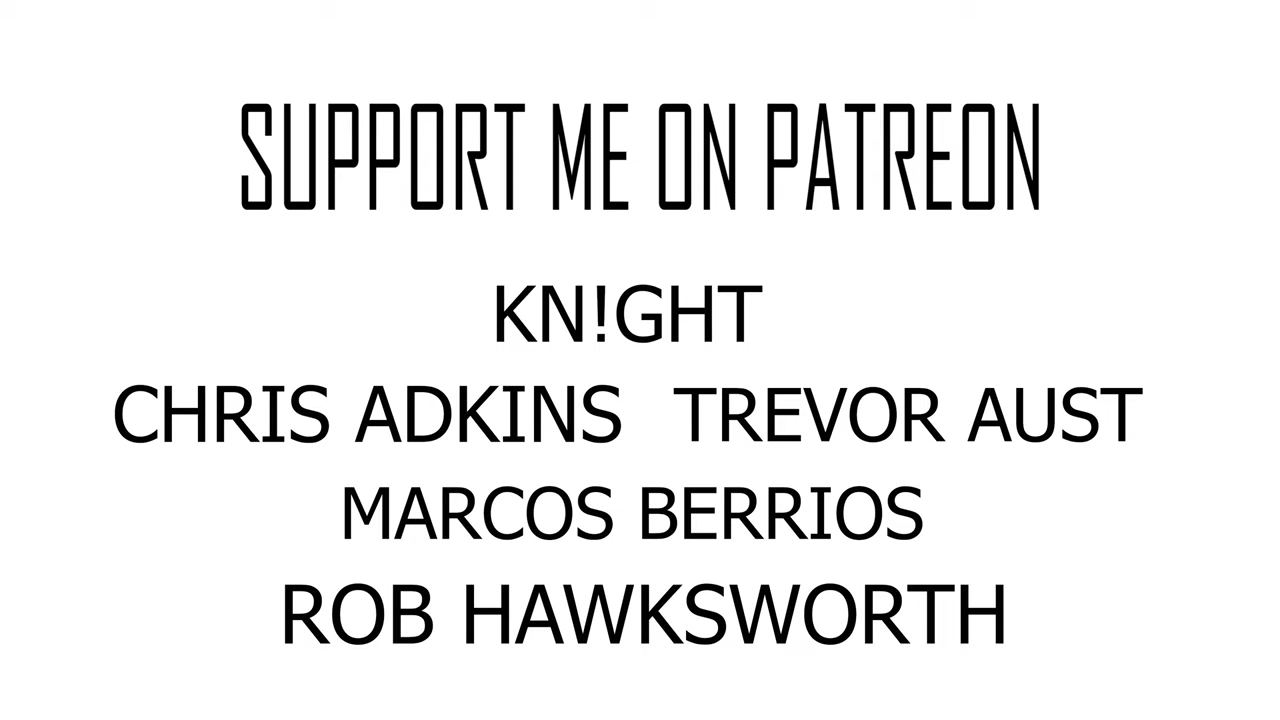 SUPPORT ME ON PATREON
KN!GHT
CHRIS ADKINS TREVOR AUST
MARCOS BERRIOS
ROB HAWKSWORTH